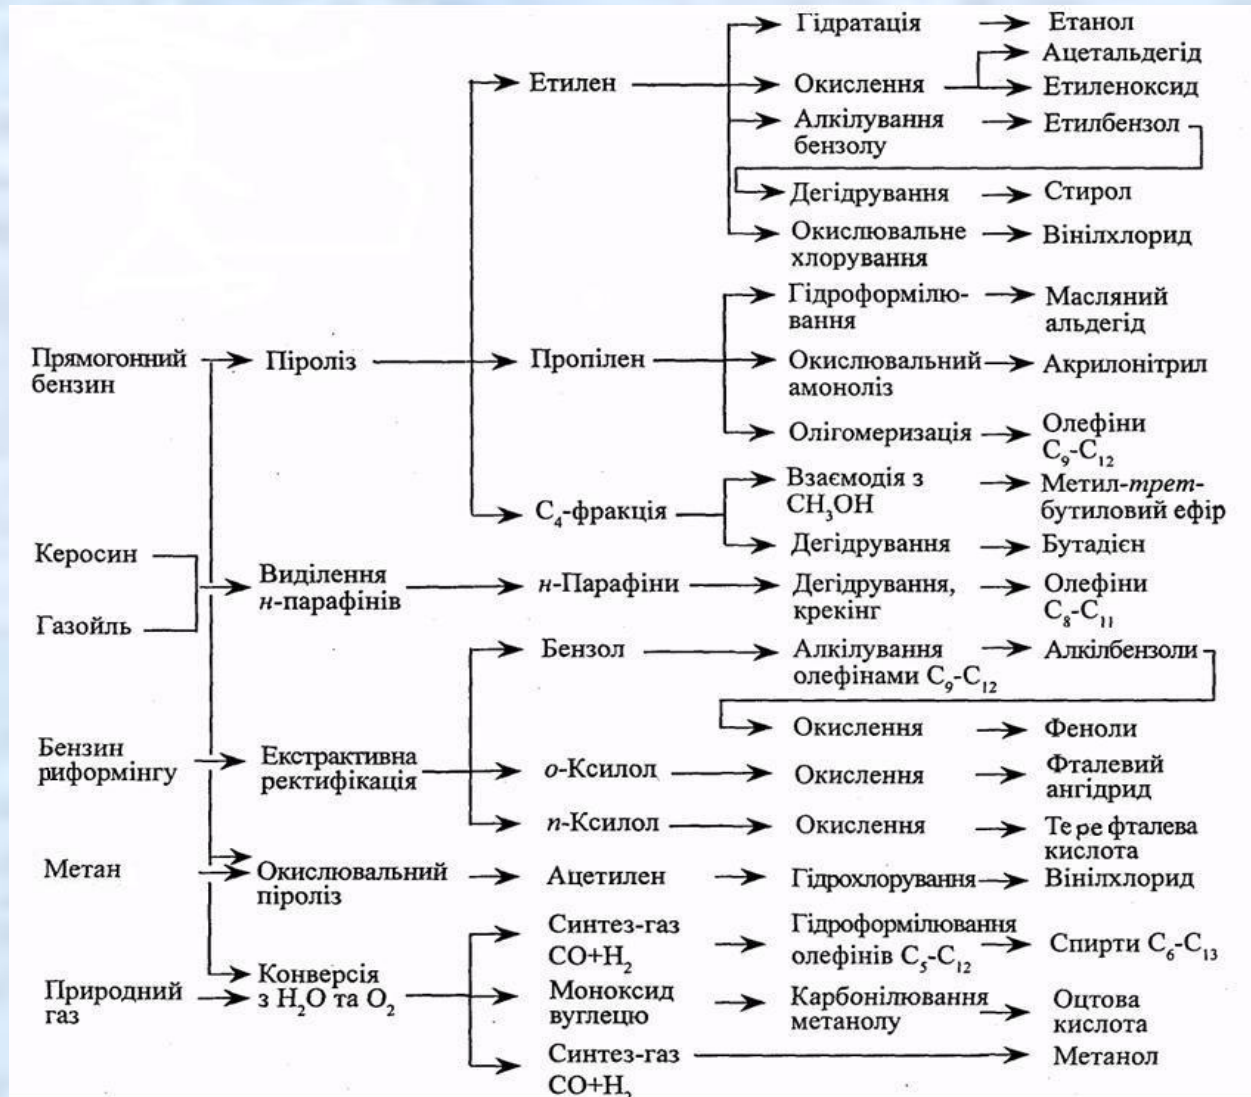 Гідратація
Етанол
Ацетальдегід
Етилен
Окислення
Етиленоксид
Алкілування
бензолу
Етилбензол
Дегідрування
Стирол
Окислювальне
хлорування
Вінілхлорид
Гідроформілю-
вання
Масляний
альдегід
Прямогонний
бензин
Піроліз
Пропілен
Окислювальний
амоноліз
Акрилонітрил
Олігомеризація
Олефіни
C₉-C₁₂
C₄-фракція
Взаємодія з
CH₃OH
Метил-трет-
бутиловий ефір
Дегідрування
Бутадієн
Керосин
Газойль
Виділення
н-парафінів
н-Парафіни
Дегідрування,
крекінг
Олефіни
C₈-C₁₁
Бензол
Алкілування
олефінами C₉-C₁₂
Алкілбензоли
Окислення
Феноли
Бензин
риформінгу
Екстрактивна
ректифікація
о-Ксилол
Окислення
Фталевий
ангідрид
п-Ксилол
Окислення
Терефталева
кислота
Метан
Окислювальний
піроліз
Ацетилен
Гідрохлорування
Вінілхлорид
Синтез-газ
CO+H₂
Гідроформілювання
олефінів C₅-C₁₂
Спирти C₆-C₁₃
Природний
газ
Конверсія
з H₂O та O₂
Моноксид
вуглецю
Карбонілювання
метанолу
Оцтова
кислота
Синтез-газ
CO+H₂
Метанол